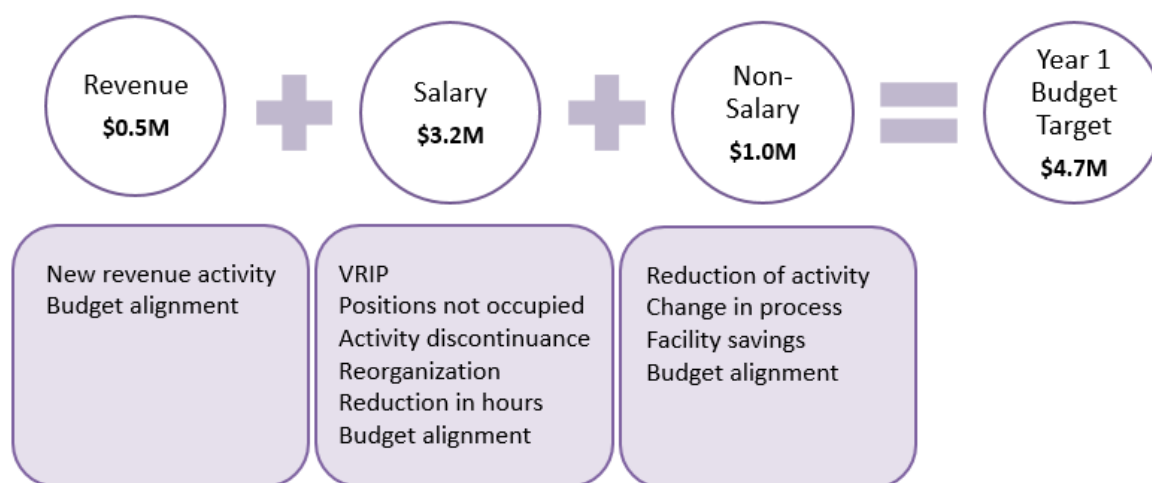 Revenue
$0.5M
Salary
$3.2M
Non-
Salary
$1.0M
Year 1
Budget
Target
$4.7M
New revenue activity
Budget alignment
VRIP
Positions not occupied
Activity discontinuance
Reorganization
Reduction in hours
Budget alignment
Reduction of activity
Change in process
Facility savings
Budget alignment